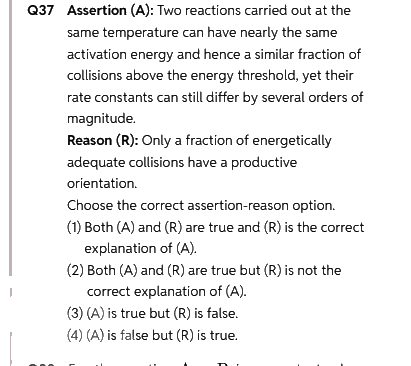 Q37 Assertion (A): Two reactions carried out at the
same temperature can have nearly the same
activation energy and hence a similar fraction of
collisions above the energy threshold, yet their
rate constants can still differ by several orders of
magnitude.
Reason (R): Only a fraction of energetically
adequate collisions have a productive
orientation.
Choose the correct assertion-reason option.
(1) Both (A) and (R) are true and (R) is the correct
explanation of (A).
(2) Both (A) and (R) are true but (R) is not the
correct explanation of (A).
(3) (A) is true but (R) is false.
(4) (A) is false but (R) is true.